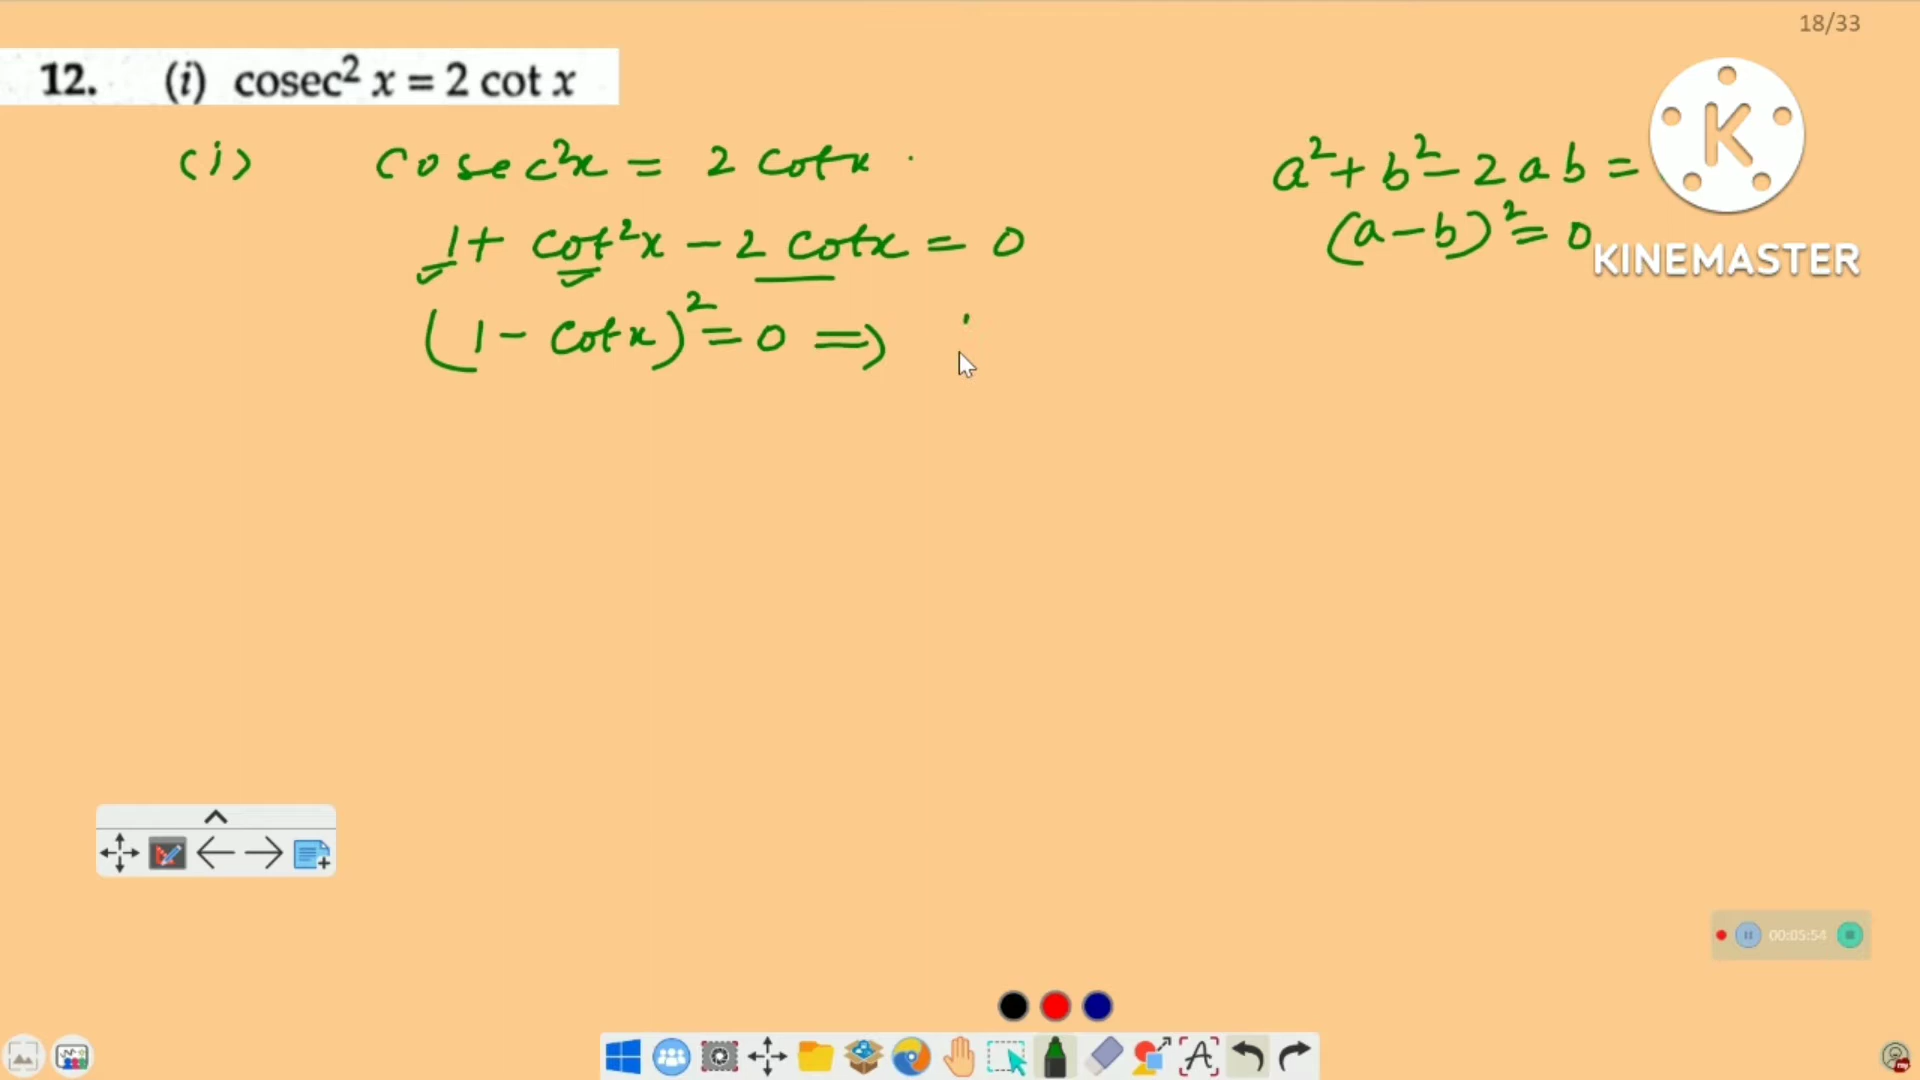 18/33
12. (i) cosec² x = 2 cot x
(i) cosec²x = 2 cotx
1 + cot²x - 2 cotx = 0
(1 - cotx)² = 0 ⇒
a² + b² - 2ab =
(a - b)² = 0
K
KINEMASTER
00:05:54